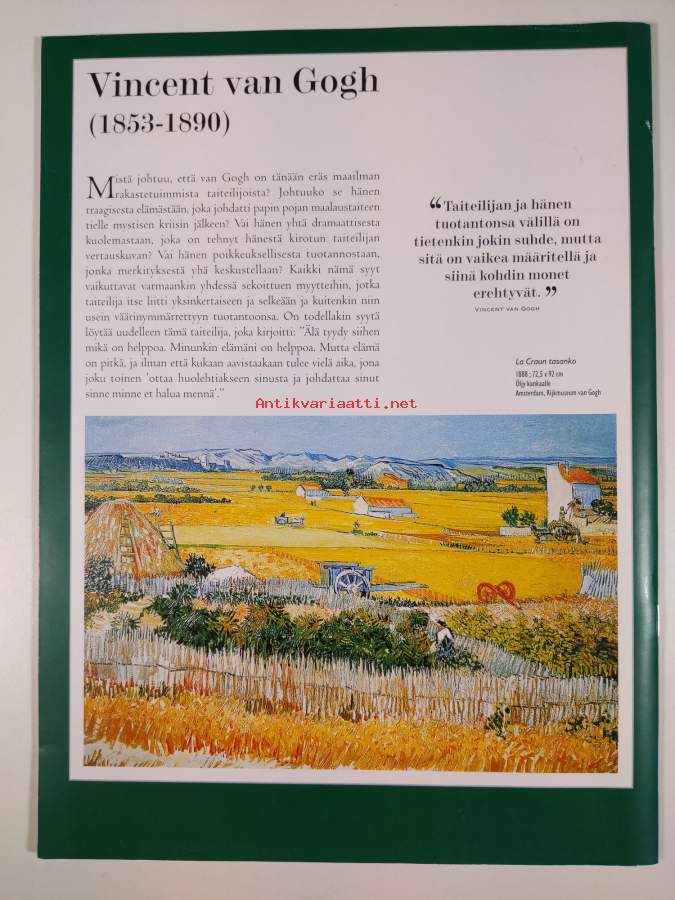 Vincent van Gogh
(1853-1890)
Mistä johtuu, että van Gogh on tänään eräs maailman
rakastetuimmista taiteilijoista? Johtuuko se hänen
traagisesta elämästään, joka johdatti papin pojan maalaustaiteen
tielle mystisen kriisin jälkeen? Vai hänen yhtä dramaattisesta
kuolemastaan, joka on tehnyt hänestä kirotun taiteilijan
vertauskuvan? Vai hänen poikkeuksellisesta tuotannostaan,
jonka merkityksestä yhä keskustellaan? Kaikki nämä syyt
vaikuttavat varmaankin yhdessä sekoittuen myytteihin, jotka
taiteilija itse liitti yksinkertaiseen ja selkeään ja kuitenkin niin
usein väärinymmärrettyyn tuotantoonsa. On todellakin syytä
löytää uudelleen tämä taiteilija, joka kirjoitti: ”Älä tyydy siihen
mikä on helppoa. Minunkin elämäni on helppoa. Mutta elämä
on pitkä, ja ilman että kukaan aavistaakaan tulee vielä aika, jona
joku toinen ’ottaa huolehtiakseen sinusta ja johdattaa sinut
sinne minne et halua mennä’.”
“Taiteilijan ja hänen
tuotantonsa välillä on
tietenkin jokin suhde, mutta
sitä on vaikea määritellä ja
siinä kohdin monet
erehtyvät.”
VINCENT VAN GOGH
La Craun tasanko
1888 ; 72,5 x 92 cm
Öljy kankaalle
Amsterdam, Rijksmuseum van Gogh
Antikvariaatti.net